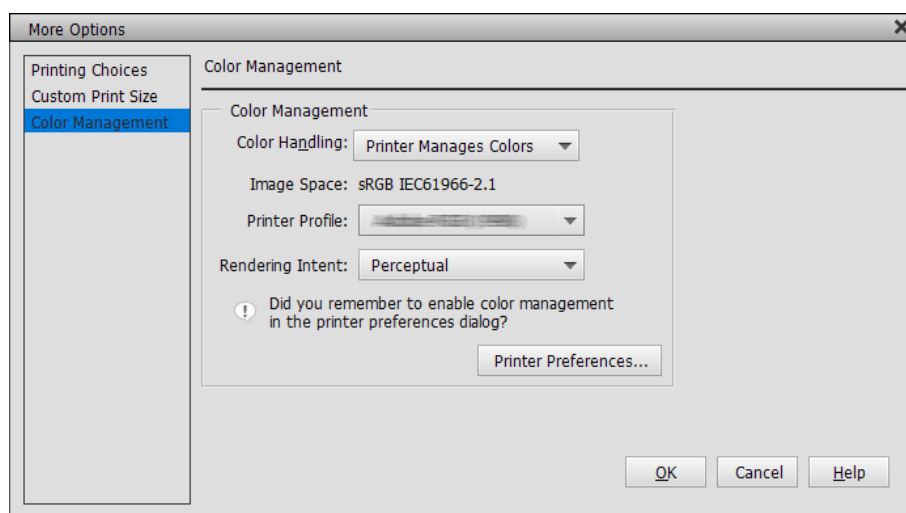 More Options
Printing Choices
Custom Print Size
Color Management
Color Management
Color Management
Color Handling: Printer Manages Colors
Image Space: sRGB IEC61966-2.1
Printer Profile:
Rendering Intent: Perceptual
Did you remember to enable color management
in the printer preferences dialog?
Printer Preferences...
OK Cancel Help